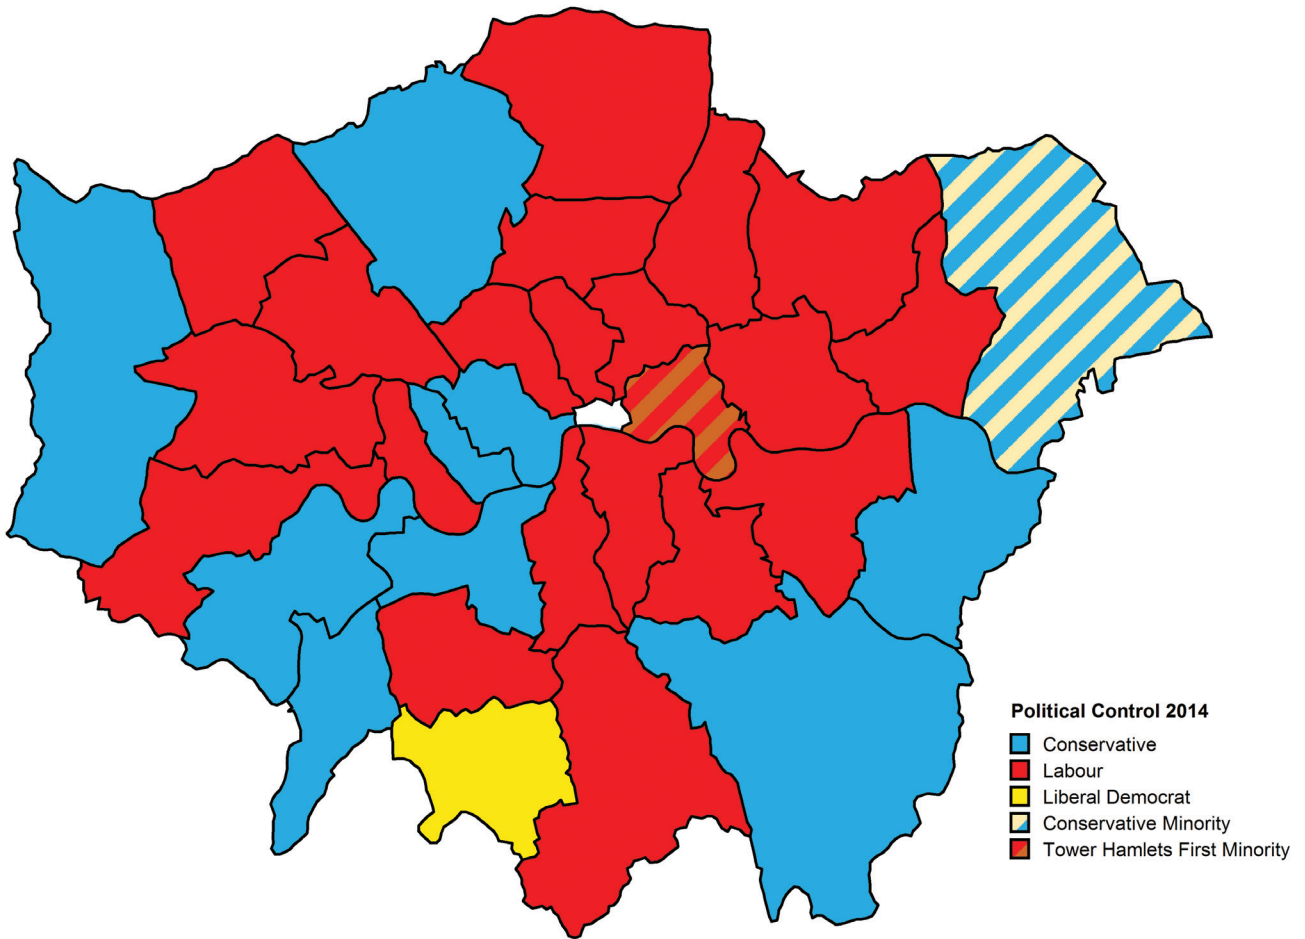 Political Control 2014
Conservative
Labour
Liberal Democrat
Conservative Minority
Tower Hamlets First Minority